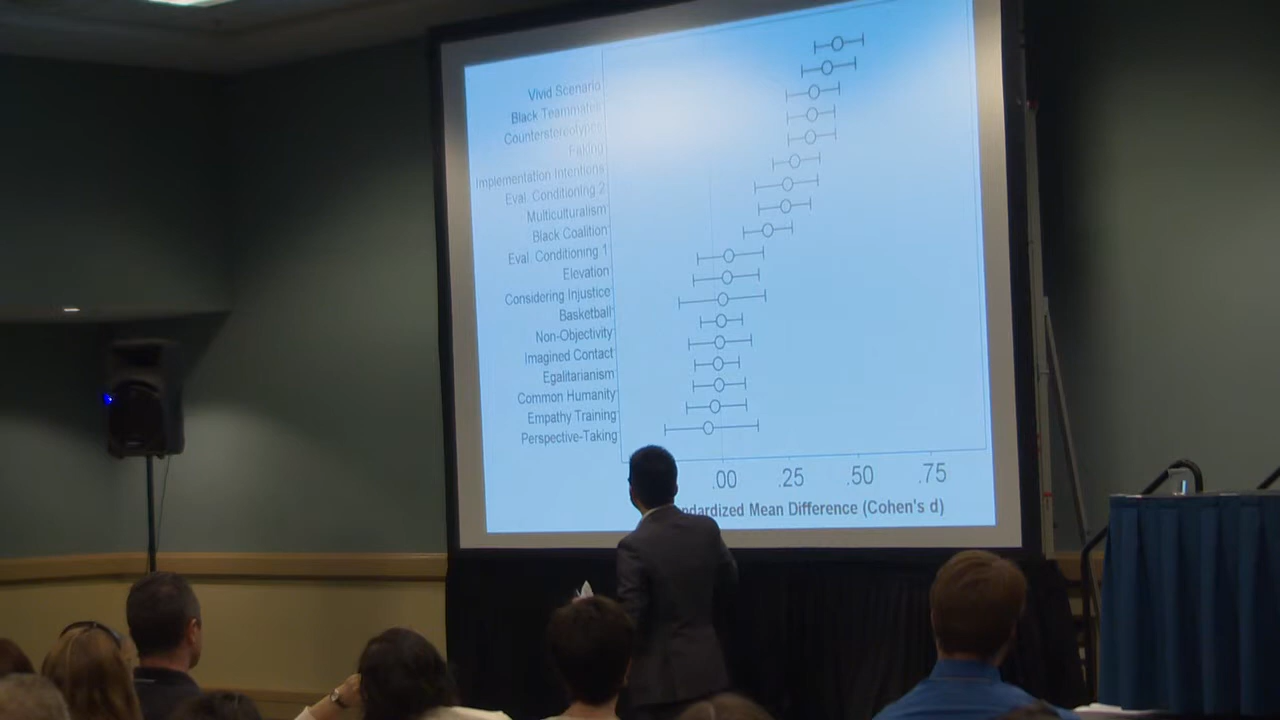 Vivid Scenario
Black Teammates
Counterstereotypes
Faking
Implementation Intentions
Eval. Conditioning 2
Multiculturalism
Black Coalition
Eval. Conditioning 1
Elevation
Considering Injustice
Basketball
Non-Objectivity
Imagined Contact
Egalitarianism
Common Humanity
Empathy Training
Perspective-Taking
.00 .25 .50 .75
ndardized Mean Difference (Cohen's d)